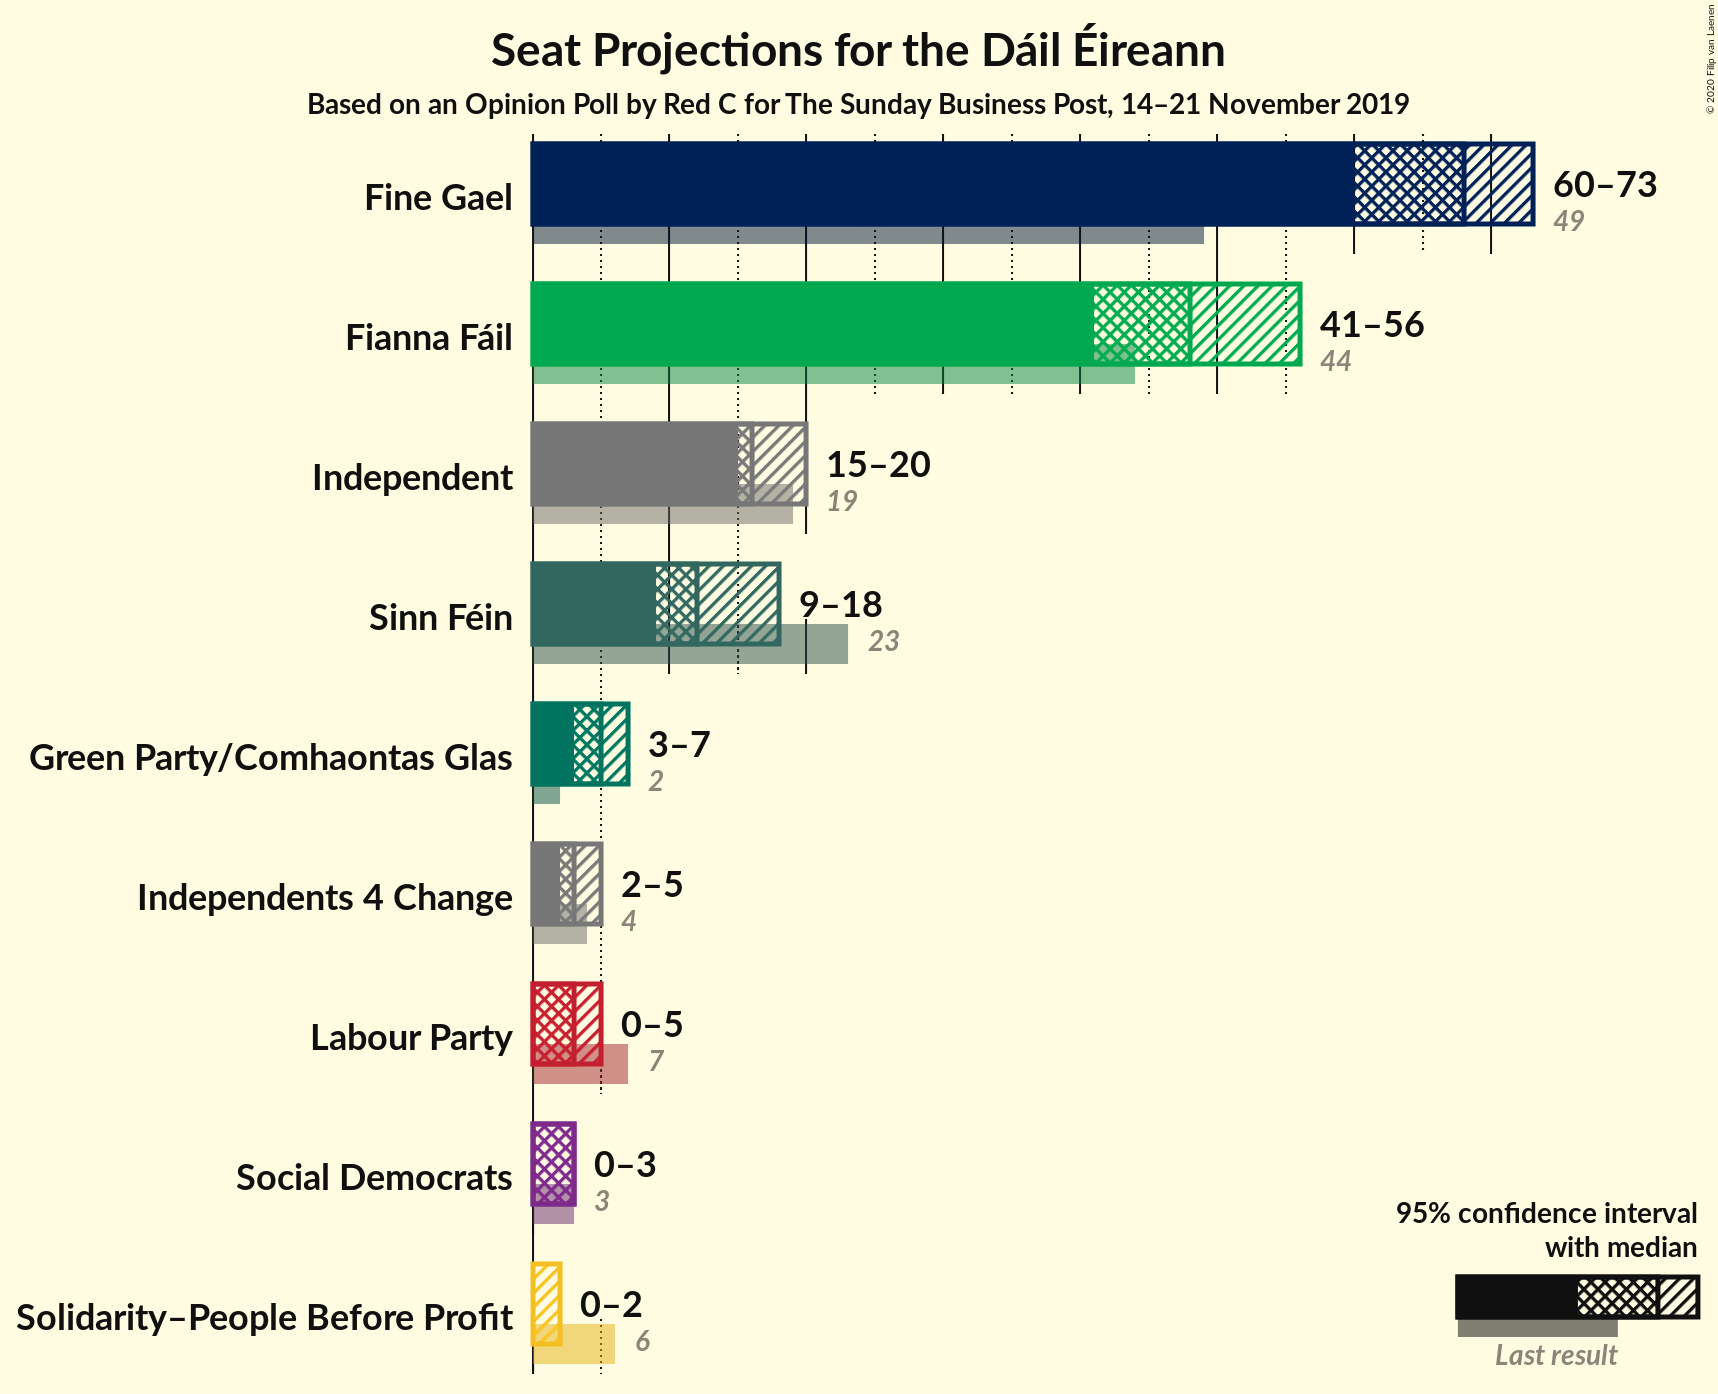 Seat Projections for the Dáil Éireann
Based on an Opinion Poll by Red C for The Sunday Business Post, 14–21 November 2019
© 2020 Filip van Laenen
Fine Gael
60–73
49
Fianna Fáil
41–56
44
Independent
15–20
19
Sinn Féin
9–18
23
Green Party/Comhaontas Glas
3–7
2
Independents 4 Change
2–5
4
Labour Party
0–5
7
Social Democrats
0–3
3
Solidarity–People Before Profit
0–2
6
95% confidence interval
with median
Last result